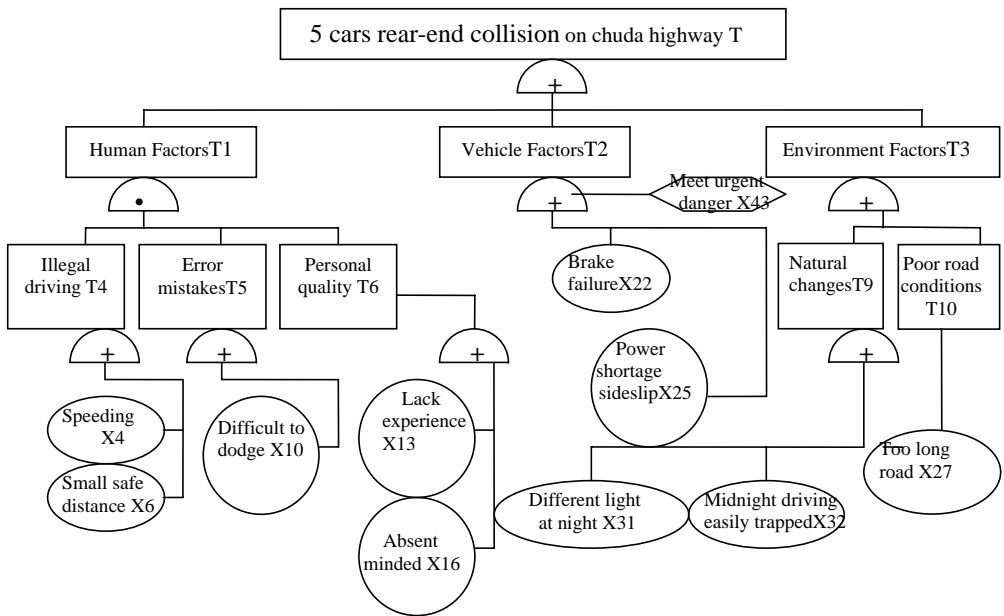 5 cars rear-end collision on chuda highway T
+
Human FactorsT1
Vehicle FactorsT2
Environment FactorsT3
•
+
Meet urgent
danger X43
+
Illegal
driving T4
Error
mistakesT5
Personal
quality T6
Brake
failureX22
Natural
changesT9
Poor road
conditions
T10
+
+
+
+
Power
shortage
sideslipX25
Speeding
X4
Small safe
distance X6
Difficult to
dodge X10
Lack
experience
X13
Absent
minded X16
Different light
at night X31
Midnight driving
easily trappedX32
Too long
road X27